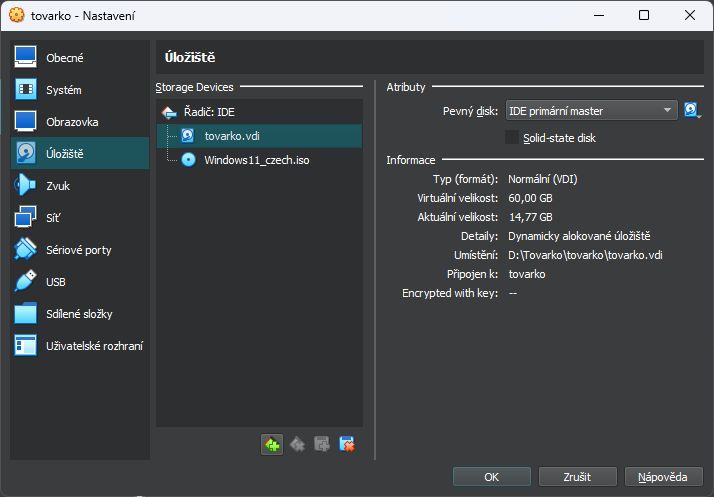 tovarko - Nastavení
Obecné
Systém
Obrazovka
Úložiště
Zvuk
Síť
Sériové porty
USB
Sdílené složky
Uživatelské rozhraní
Úložiště
Storage Devices
Řadič: IDE
tovarko.vdi
Windows11_czech.iso
Atributy
Pevný disk: IDE primární master
Solid-state disk
Informace
Typ (formát): Normální (VDI)
Virtuální velikost: 60,00 GB
Aktuální velikost: 14,77 GB
Detaily: Dynamicky alokované úložiště
Umístění: D:\Tovarko\tovarko\tovarko.vdi
Připojen k: tovarko
Encrypted with key: --
OK
Zrušit
Nápověda